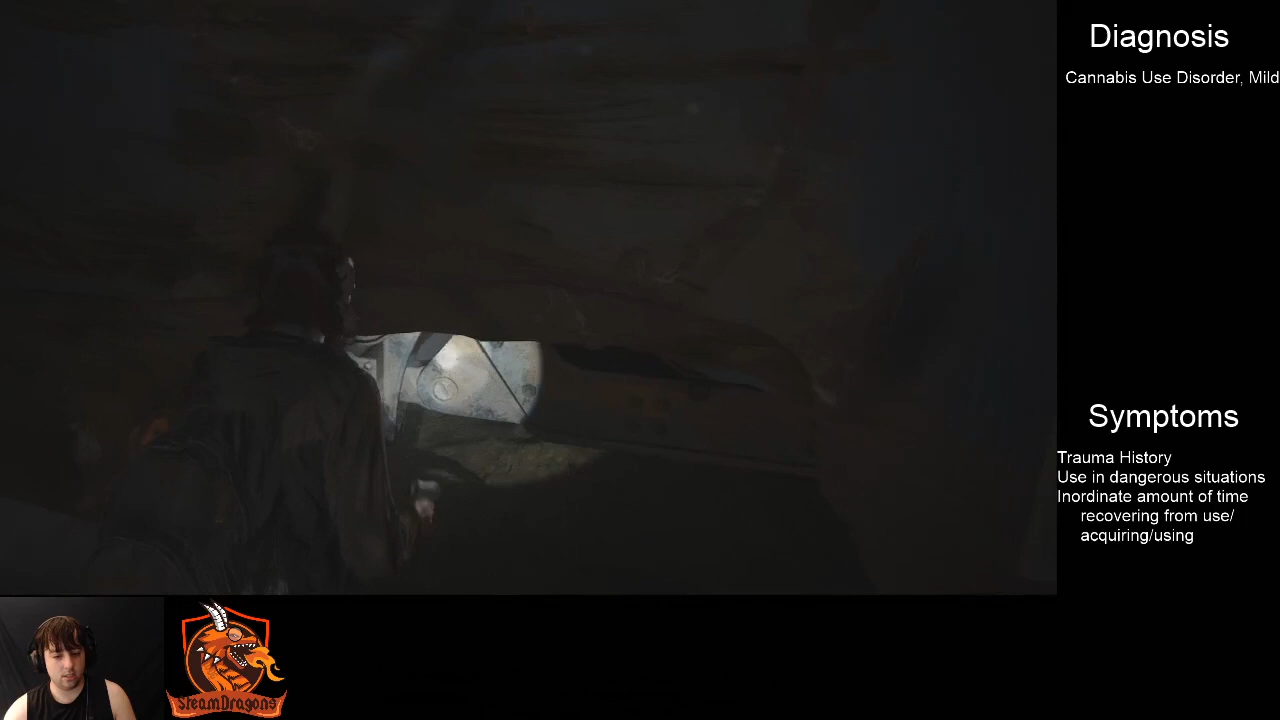 Diagnosis
Cannabis Use Disorder, Mild
Symptoms
Trauma History
Use in dangerous situations
Inordinate amount of time
recovering from use/
acquiring/using
SteamDragons